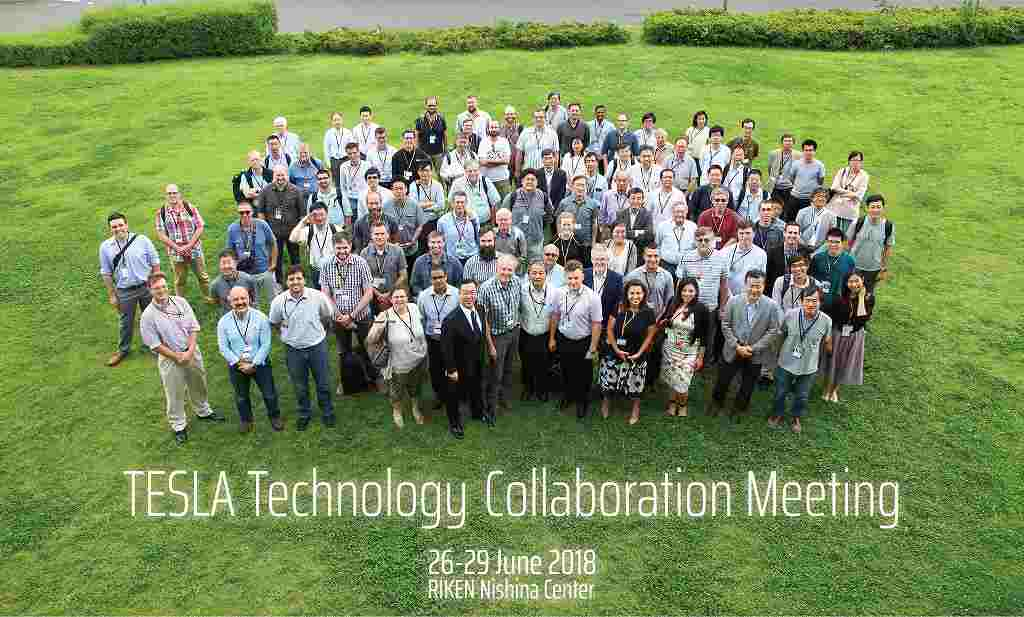 TESLA Technology Collaboration Meeting
26-29 June 2018
RIKEN Nishina Center